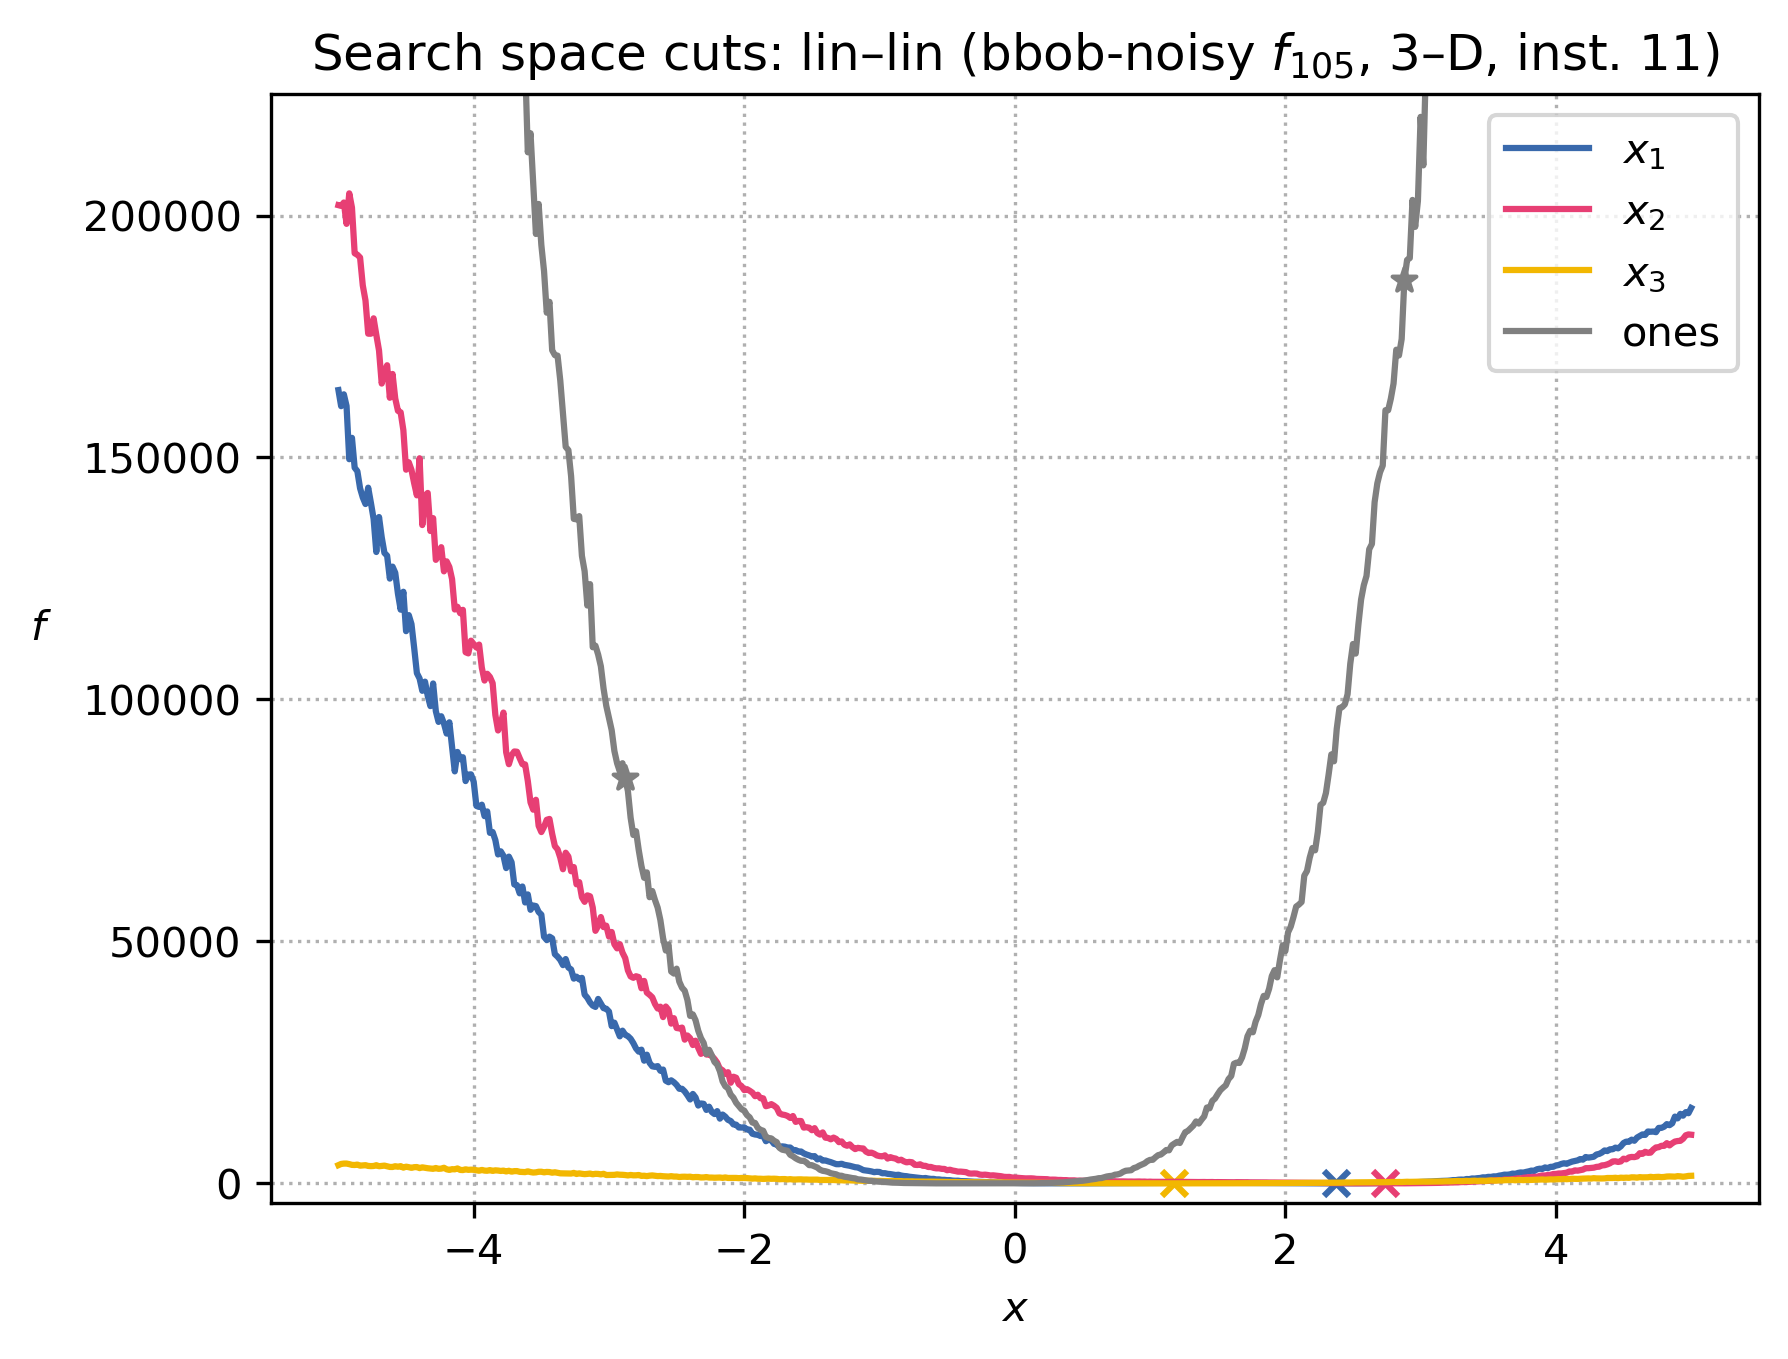 Search space cuts: lin–lin (bbob-noisy f₁₀₅, 3–D, inst. 11)
x₁
x₂
x₃
ones
200000
150000
100000
50000
0
f
−4
−2
0
2
4
x